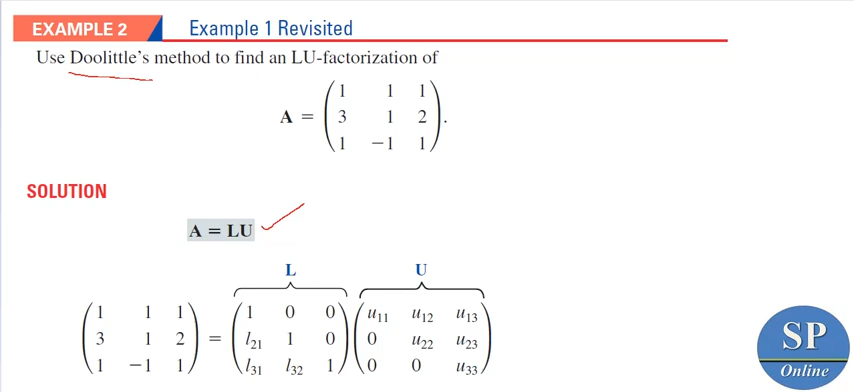 EXAMPLE 2 Example 1 Revisited
Use Doolittle's method to find an LU-factorization of
1 1 1
A = 3 1 2 .
1 −1 1
SOLUTION
A = LU
L U
1 1 1 1 0 0 u11 u12 u13
3 1 2 = l21 1 0 0 u22 u23
1 −1 1 l31 l32 1 0 0 u33
SP
Online